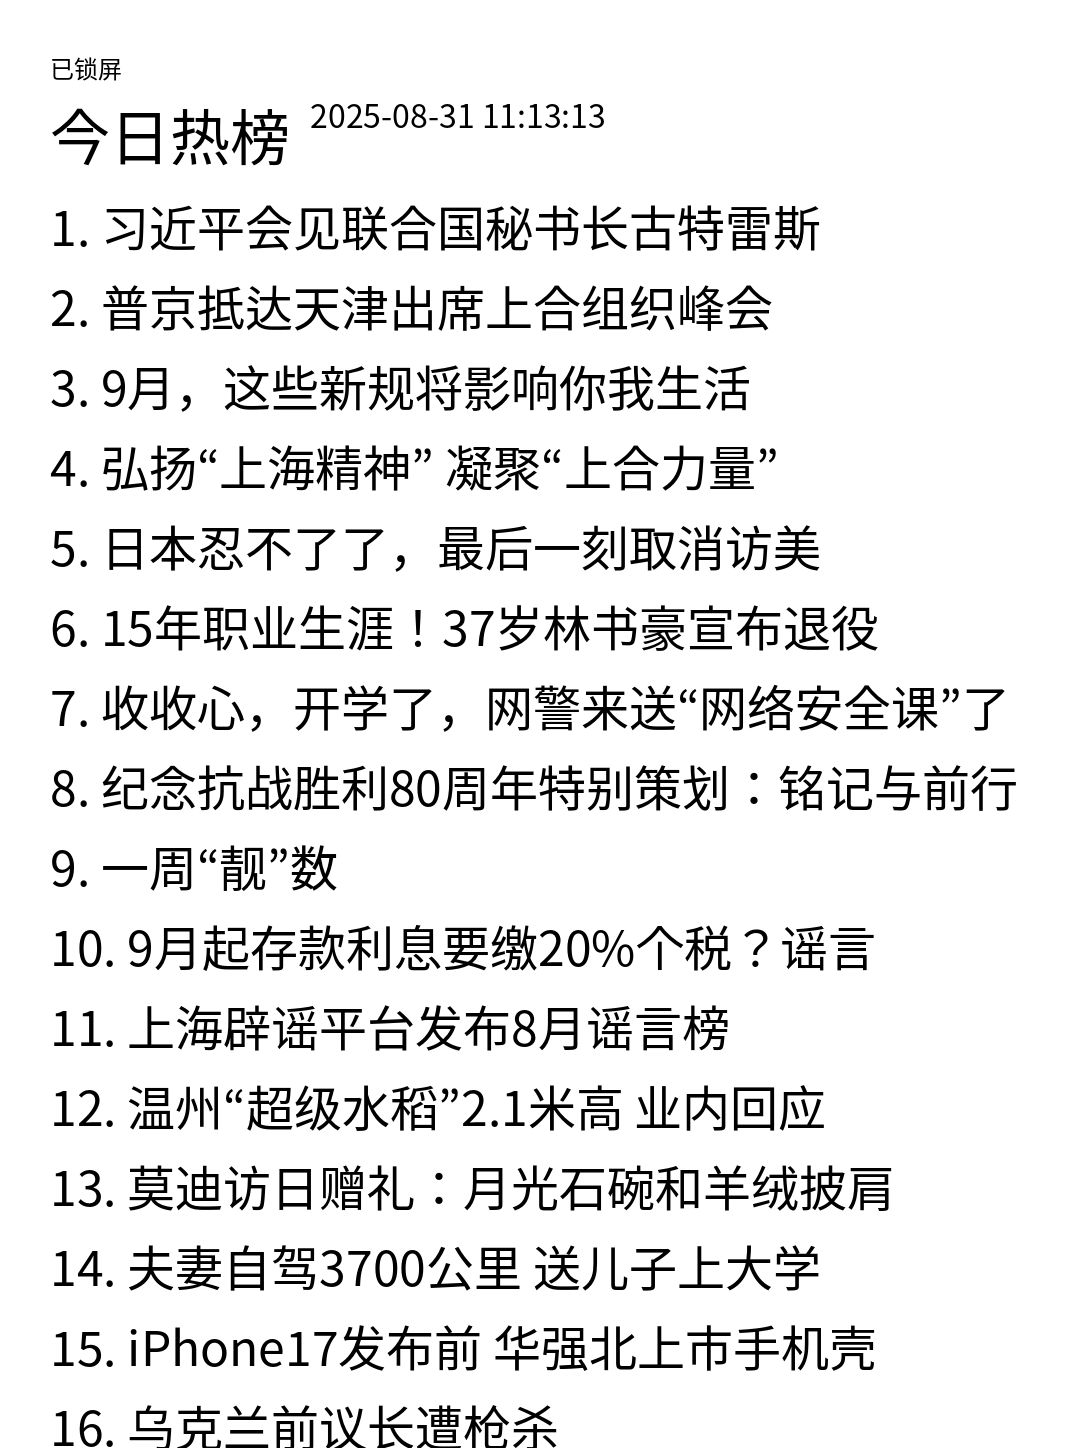 已锁屏
今日热榜 2025-08-31 11:13:13
1. 习近平会见联合国秘书长古特雷斯
2. 普京抵达天津出席上合组织峰会
3. 9月，这些新规将影响你我生活
4. 弘扬“上海精神” 凝聚“上合力量”
5. 日本忍不了了，最后一刻取消访美
6. 15年职业生涯！37岁林书豪宣布退役
7. 收收心，开学了，网警来送“网络安全课”了
8. 纪念抗战胜利80周年特别策划：铭记与前行
9. 一周“靓”数
10. 9月起存款利息要缴20%个税？谣言
11. 上海辟谣平台发布8月谣言榜
12. 温州“超级水稻”2.1米高 业内回应
13. 莫迪访日赠礼：月光石碗和羊绒披肩
14. 夫妻自驾3700公里 送儿子上大学
15. iPhone17发布前 华强北上市手机壳
16. 乌克兰前议长遭枪杀